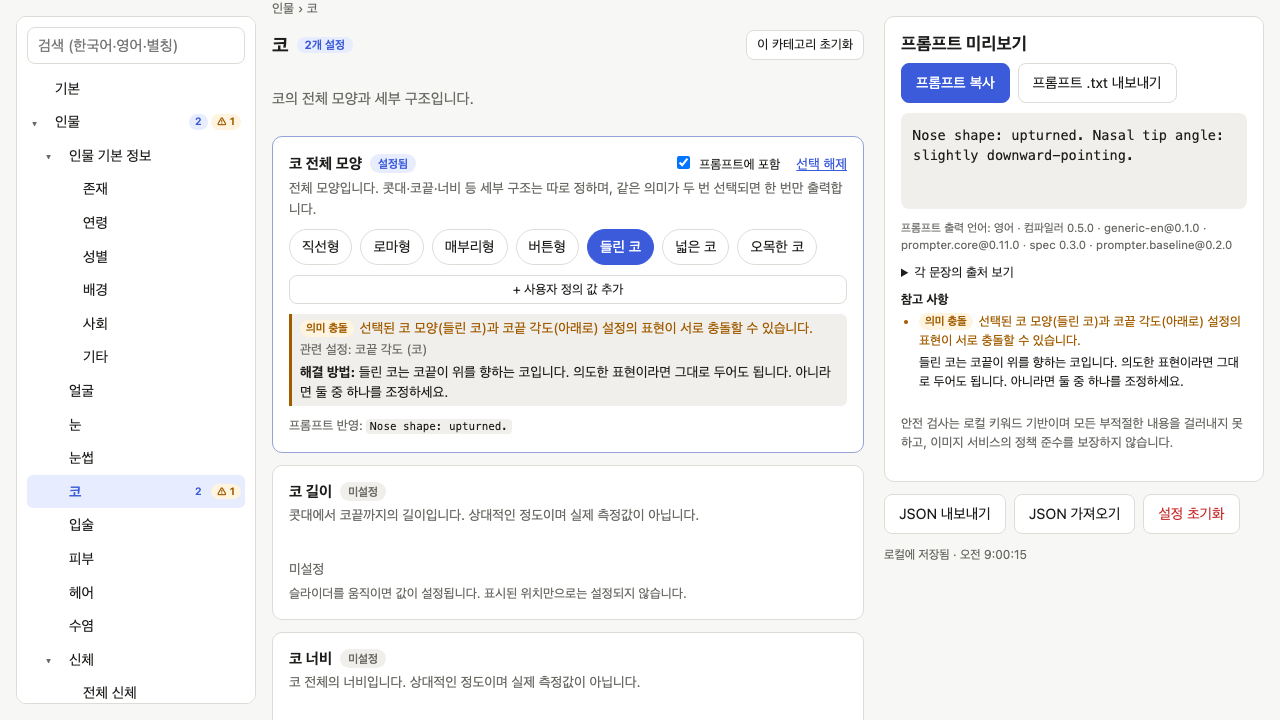 검색 (한국어·영어·별칭)
기본
▾ 인물 2 ⚠ 1
▾ 인물 기본 정보
존재
연령
성별
배경
사회
기타
얼굴
눈
눈썹
코 2 ⚠ 1
입술
피부
헤어
수염
▾ 신체
전체 신체
인물 › 코
코 2개 설정
이 카테고리 초기화
코의 전체 모양과 세부 구조입니다.
코 전체 모양 설정됨
프롬프트에 포함 선택 해제
전체 모양입니다. 콧대·코끝·너비 등 세부 구조는 따로 정하며, 같은 의미가 두 번 선택되면 한 번만 출력합
니다.
직선형 로마형 매부리형 버튼형 들린 코 넓은 코 오목한 코
+ 사용자 정의 값 추가
의미 충돌 선택된 코 모양(들린 코)과 코끝 각도(아래로) 설정의 표현이 서로 충돌할 수 있습니다.
관련 설정: 코끝 각도 (코)
해결 방법: 들린 코는 코끝이 위를 향하는 코입니다. 의도한 표현이라면 그대로 두어도 됩니다. 아니라
면 둘 중 하나를 조정하세요.
프롬프트 반영: Nose shape: upturned.
코 길이 미설정
콧대에서 코끝까지의 길이입니다. 상대적인 정도이며 실제 측정값이 아닙니다.
미설정
슬라이더를 움직이면 값이 설정됩니다. 표시된 위치만으로는 설정되지 않습니다.
코 너비 미설정
코 전체의 너비입니다. 상대적인 정도이며 실제 측정값이 아닙니다.
프롬프트 미리보기
프롬프트 복사 프롬프트 .txt 내보내기
Nose shape: upturned. Nasal tip angle:
slightly downward-pointing.
프롬프트 출력 언어: 영어 · 컴파일러 0.5.0 · generic-en@0.1.0 ·
prompter.core@0.11.0 · spec 0.3.0 · prompter.baseline@0.2.0
▶ 각 문장의 출처 보기
참고 사항
• 의미 충돌 선택된 코 모양(들린 코)과 코끝 각도(아래로) 설정의
표현이 서로 충돌할 수 있습니다.
들린 코는 코끝이 위를 향하는 코입니다. 의도한 표현이라면 그대
로 두어도 됩니다. 아니라면 둘 중 하나를 조정하세요.
안전 검사는 로컬 키워드 기반이며 모든 부적절한 내용을 걸러내지 못
하고, 이미지 서비스의 정책 준수를 보장하지 않습니다.
JSON 내보내기 JSON 가져오기 설정 초기화
로컬에 저장됨 · 오전 9:00:15